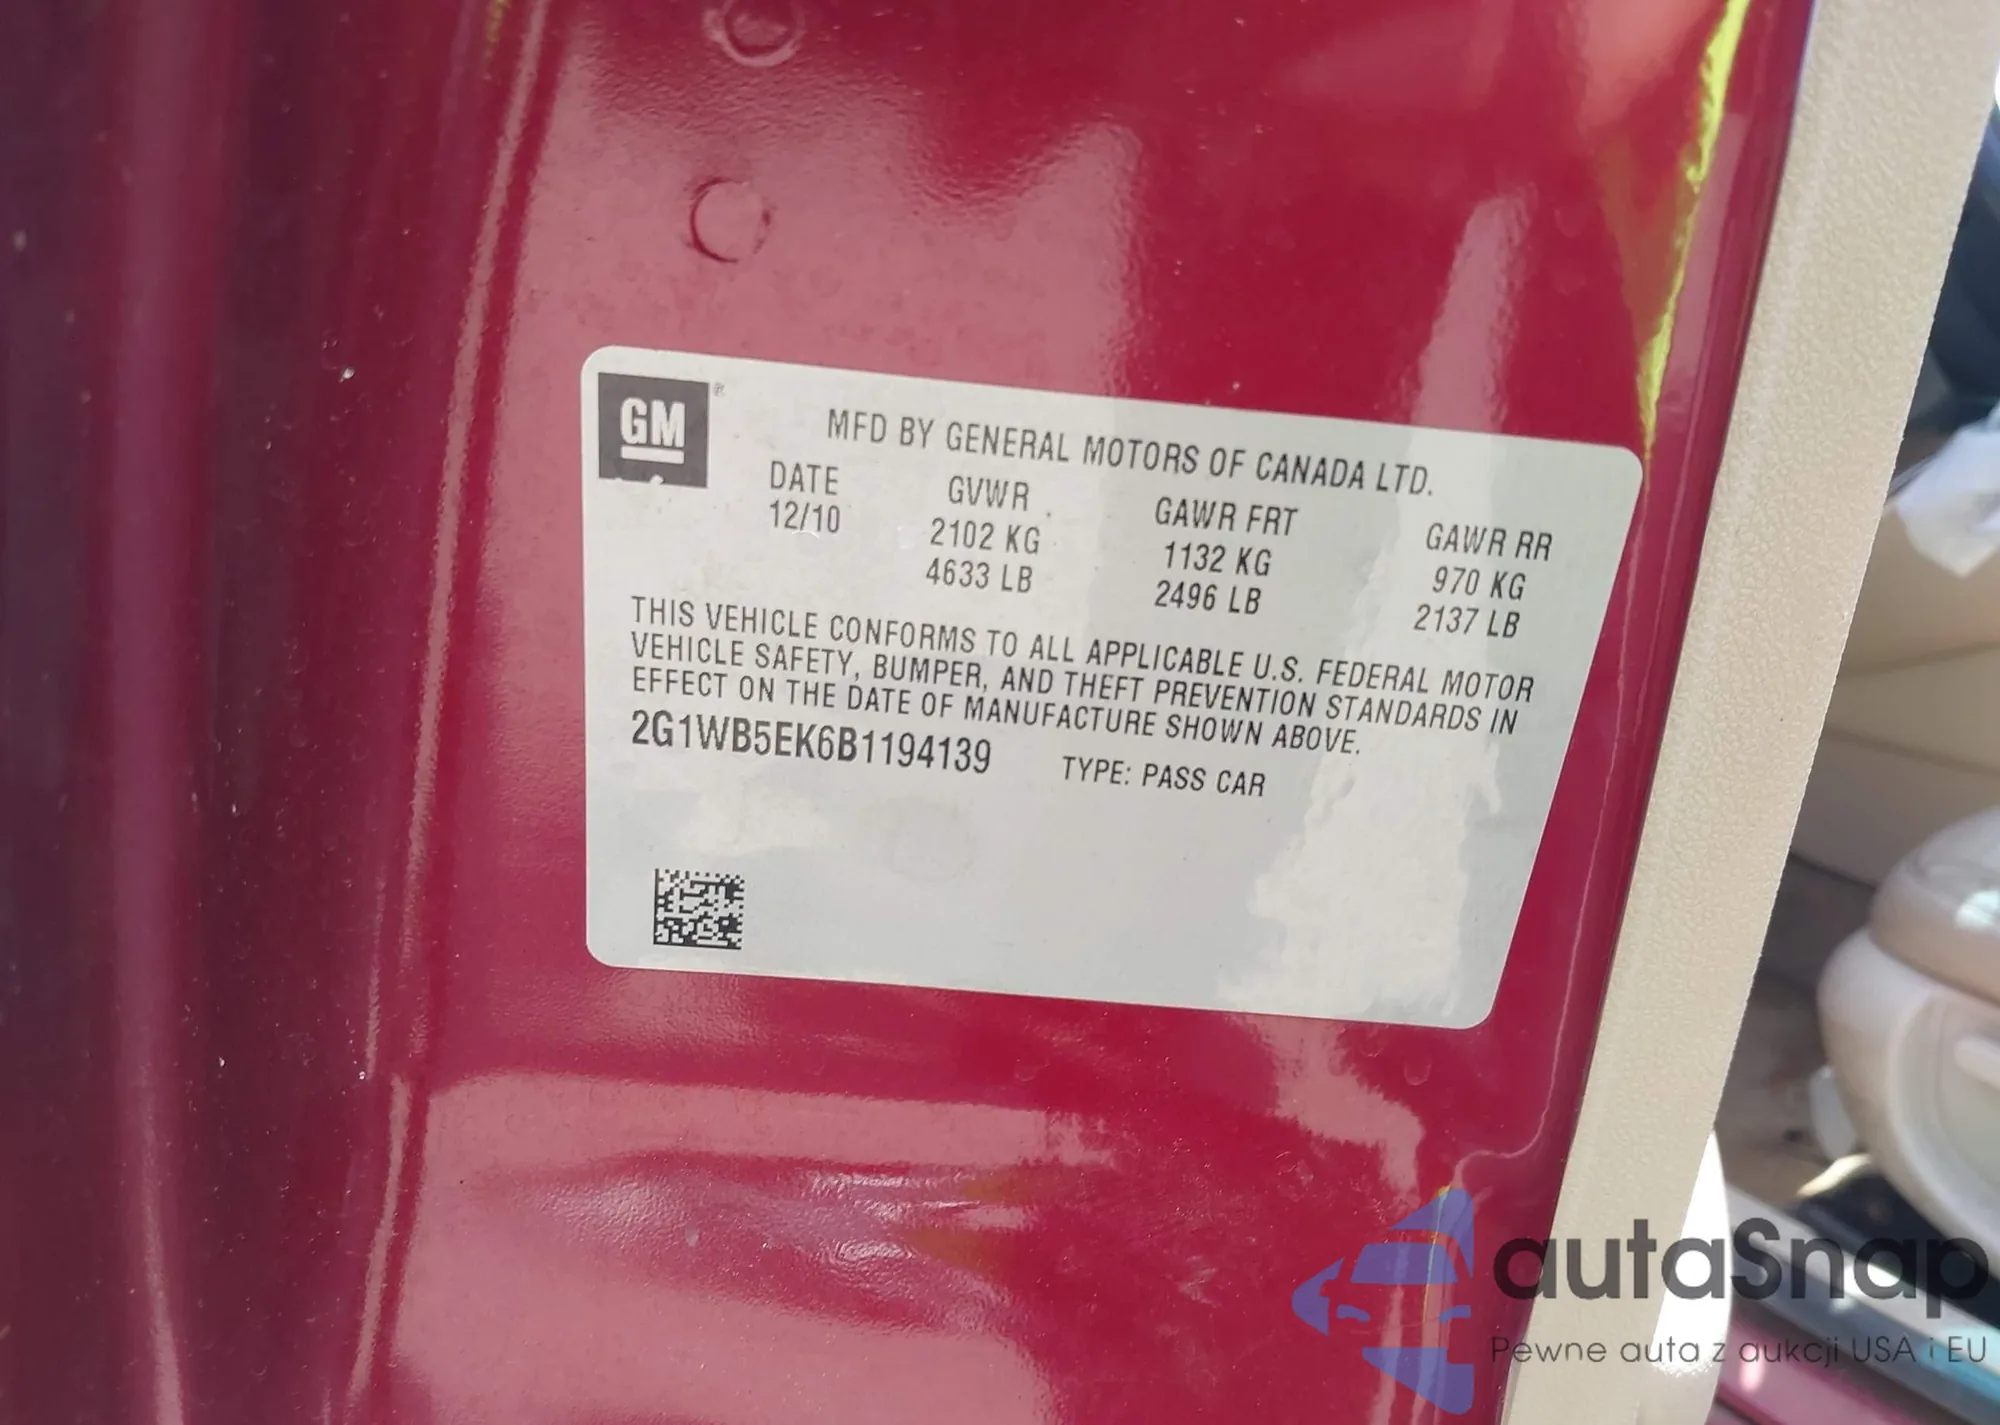 GM ®
MFD BY GENERAL MOTORS OF CANADA LTD.
DATE GVWR GAWR FRT GAWR RR
12/10 2102 KG 1132 KG 970 KG
4633 LB 2496 LB 2137 LB
THIS VEHICLE CONFORMS TO ALL APPLICABLE U.S. FEDERAL MOTOR
VEHICLE SAFETY, BUMPER, AND THEFT PREVENTION STANDARDS IN
EFFECT ON THE DATE OF MANUFACTURE SHOWN ABOVE.
2G1WB5EK6B1194139 TYPE: PASS CAR
autaSnap
Pewne auta z aukcji USA i EU